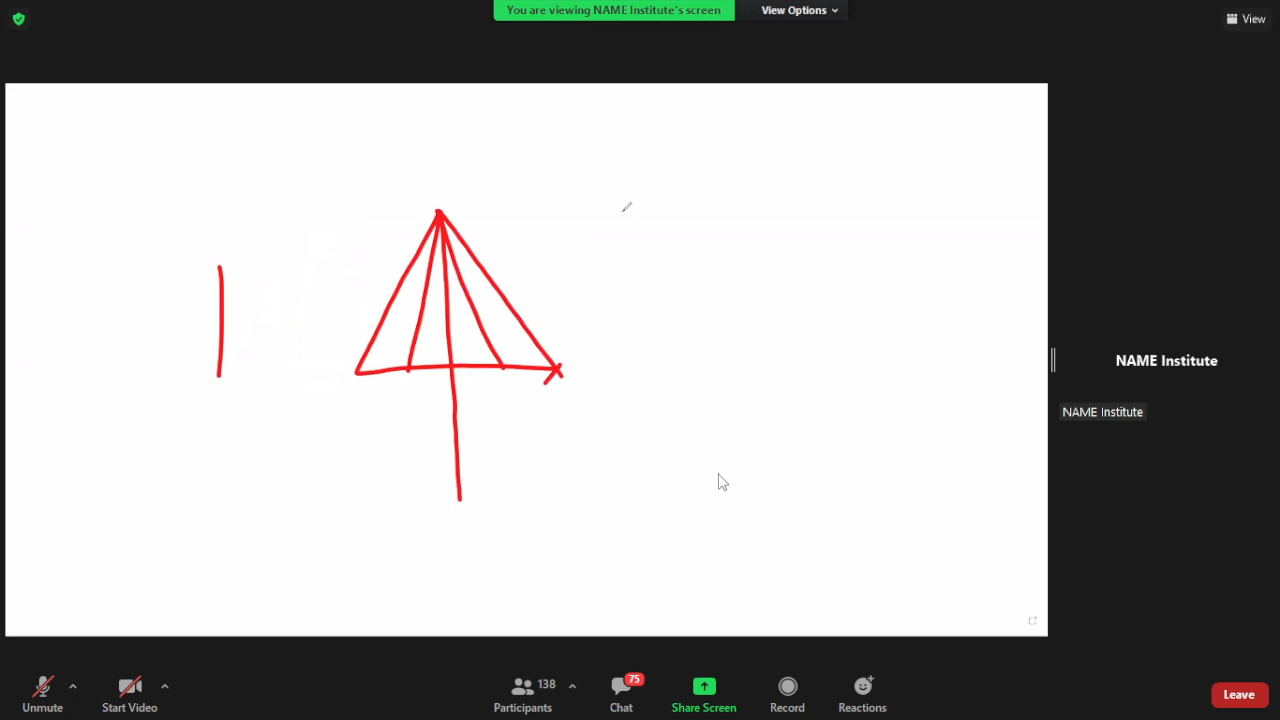 You are viewing NAME Institute's screen View Options
View
NAME Institute
NAME Institute
138
75
Unmute Start Video Participants Chat Share Screen Record Reactions Leave